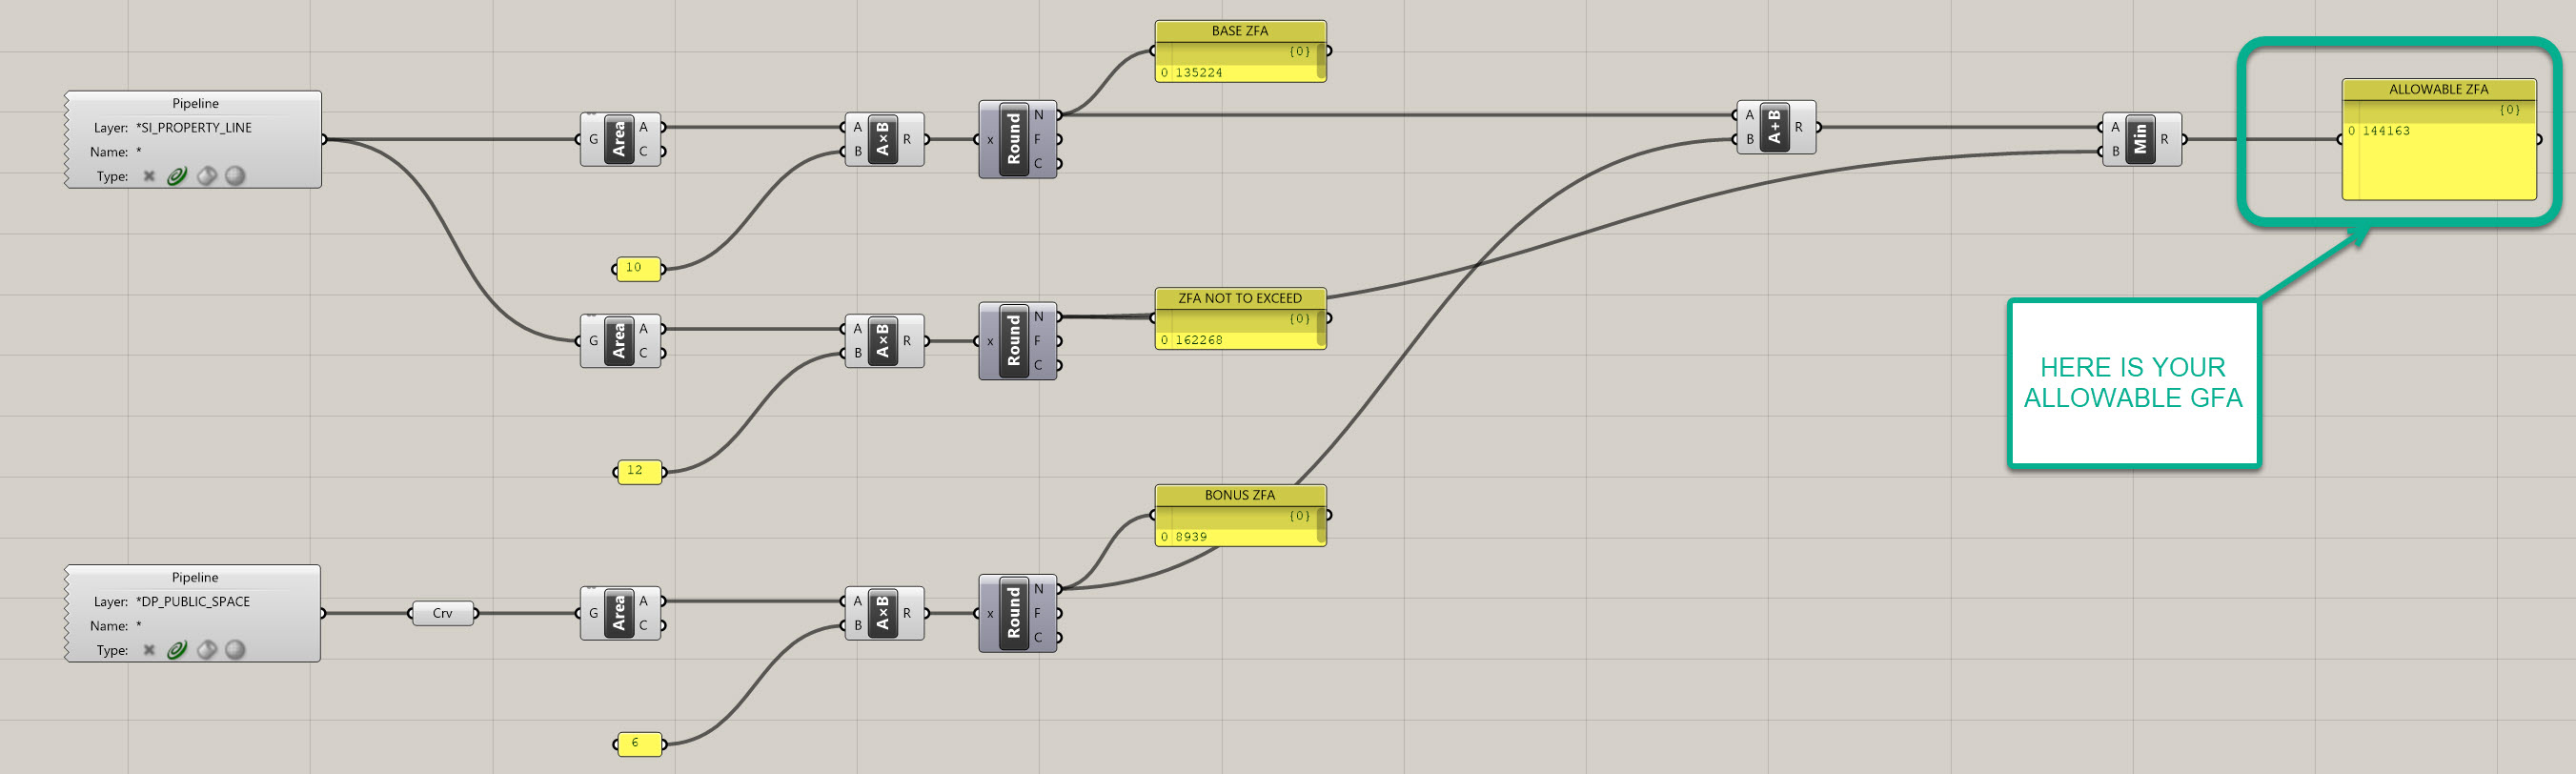 BASE ZFA
{0}
0 135224
Pipeline
Layer: *SI_PROPERTY_LINE
Name: *
Type:
G Area A C
A B A×B R
x Round N F C
A B A+B R
A B Min R
ALLOWABLE ZFA
{0}
0 144163
10
ZFA NOT TO EXCEED
{0}
0 162268
G Area A C
A B A×B R
x Round N F C
HERE IS YOUR
ALLOWABLE GFA
12
BONUS ZFA
{0}
0 8939
Pipeline
Layer: *DP_PUBLIC_SPACE
Name: *
Type:
Crv
G Area A C
A B A×B R
x Round N F C
6